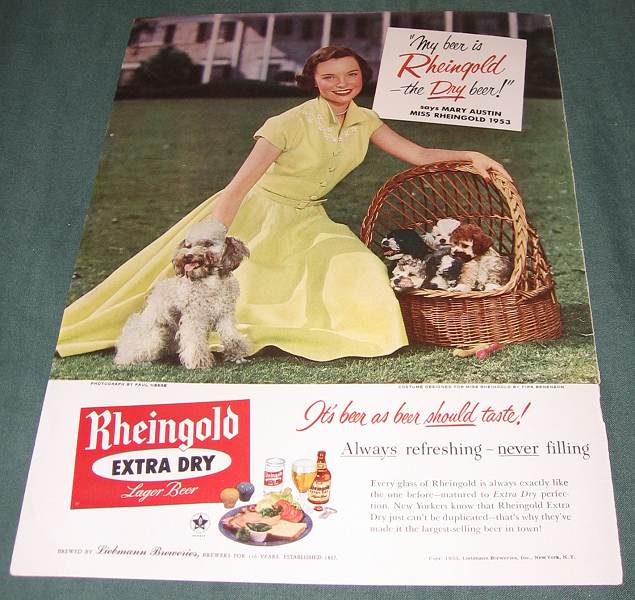 "My beer is
Rheingold
–the Dry beer!"
says MARY AUSTIN
MISS RHEINGOLD 1953
PHOTOGRAPH BY PAUL HESSE
COSTUME DESIGNED FOR MISS RHEINGOLD BY FIRA BENENSON
It's beer as beer should taste!
Always refreshing – never filling
Rheingold
EXTRA DRY
Lager Beer
Every glass of Rheingold is always exactly like
the one before—matured to Extra Dry perfec-
tion. New Yorkers know that Rheingold Extra
Dry just can't be duplicated—that's why they've
made it the largest-selling beer in town!
BREWED BY Liebmann Breweries, BREWERS FOR 116 YEARS. ESTABLISHED 1837.
Copr. 1953, Liebmann Breweries, Inc., New York, N.Y.